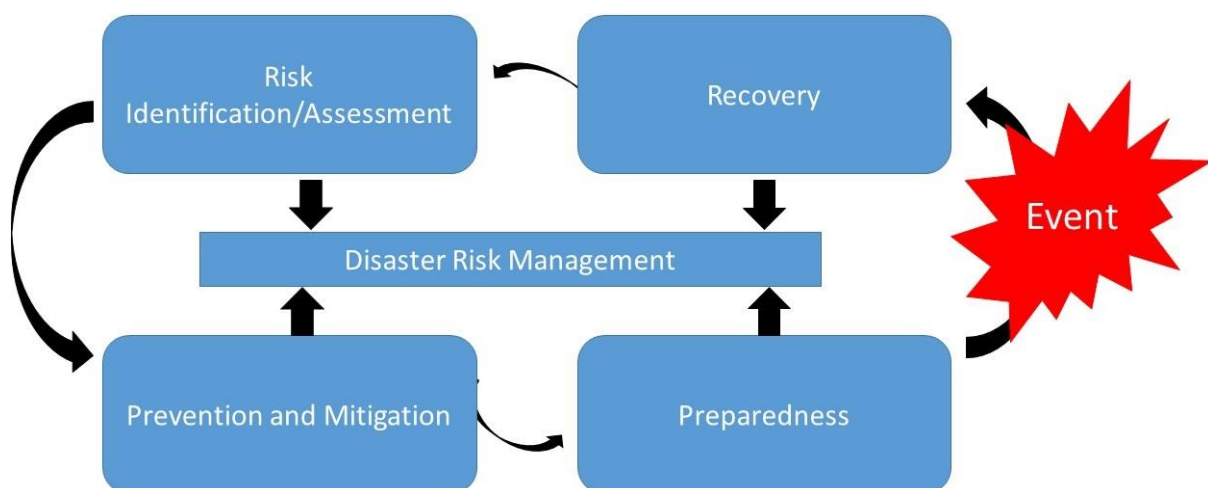 Risk
Identification/Assessment
Recovery
Event
Disaster Risk Management
Prevention and Mitigation
Preparedness